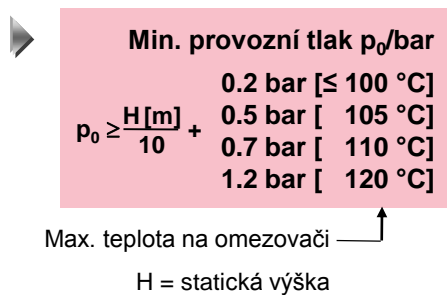 Min. provozní tlak p₀/bar
0.2 bar [≤ 100 °C]
p₀ ≥ H [m]/10 + 0.5 bar [ 105 °C]
0.7 bar [ 110 °C]
1.2 bar [ 120 °C]
Max. teplota na omezovači
H = statická výška